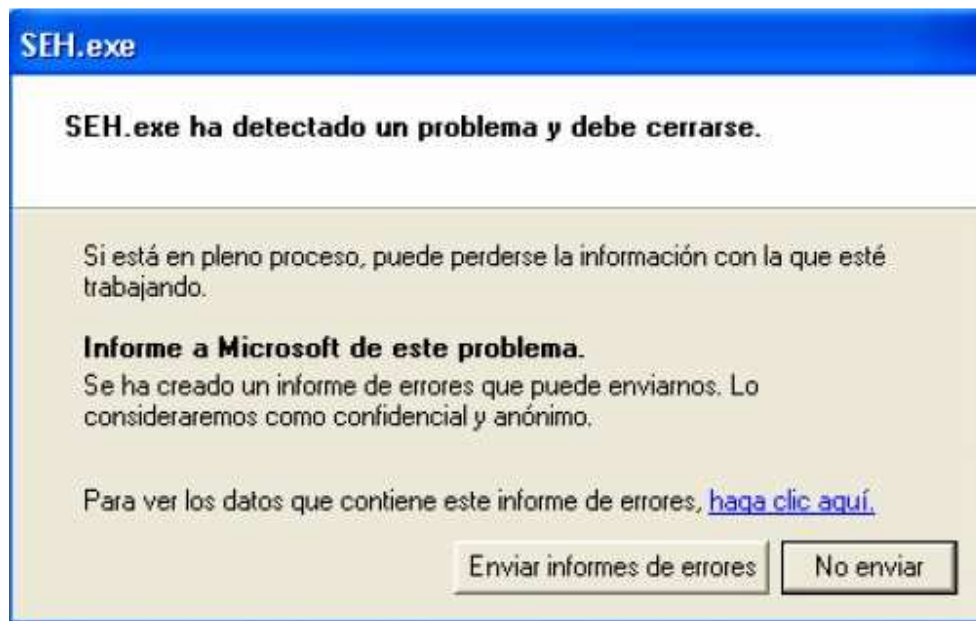 SEH.exe
SEH.exe ha detectado un problema y debe cerrarse.
Si está en pleno proceso, puede perderse la información con la que esté
trabajando.
Informe a Microsoft de este problema.
Se ha creado un informe de errores que puede enviarnos. Lo
consideraremos como confidencial y anónimo.
Para ver los datos que contiene este informe de errores, haga clic aquí.
Enviar informes de errores No enviar